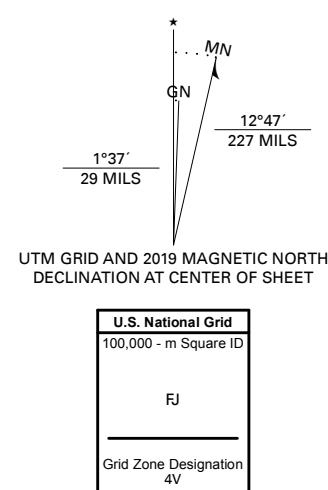 ★
MN
GN
12°47´
227 MILS
1°37´
29 MILS
UTM GRID AND 2019 MAGNETIC NORTH
DECLINATION AT CENTER OF SHEET
U.S. National Grid
100,000 - m Square ID
FJ
Grid Zone Designation
4V